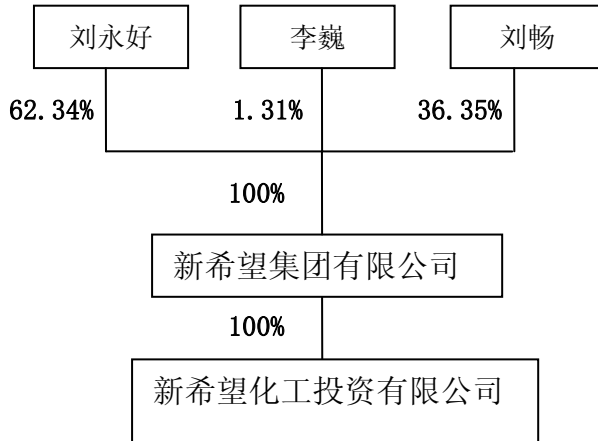 刘永好 李巍 刘畅
62.34% 1.31% 36.35%
100%
新希望集团有限公司
100%
新希望化工投资有限公司